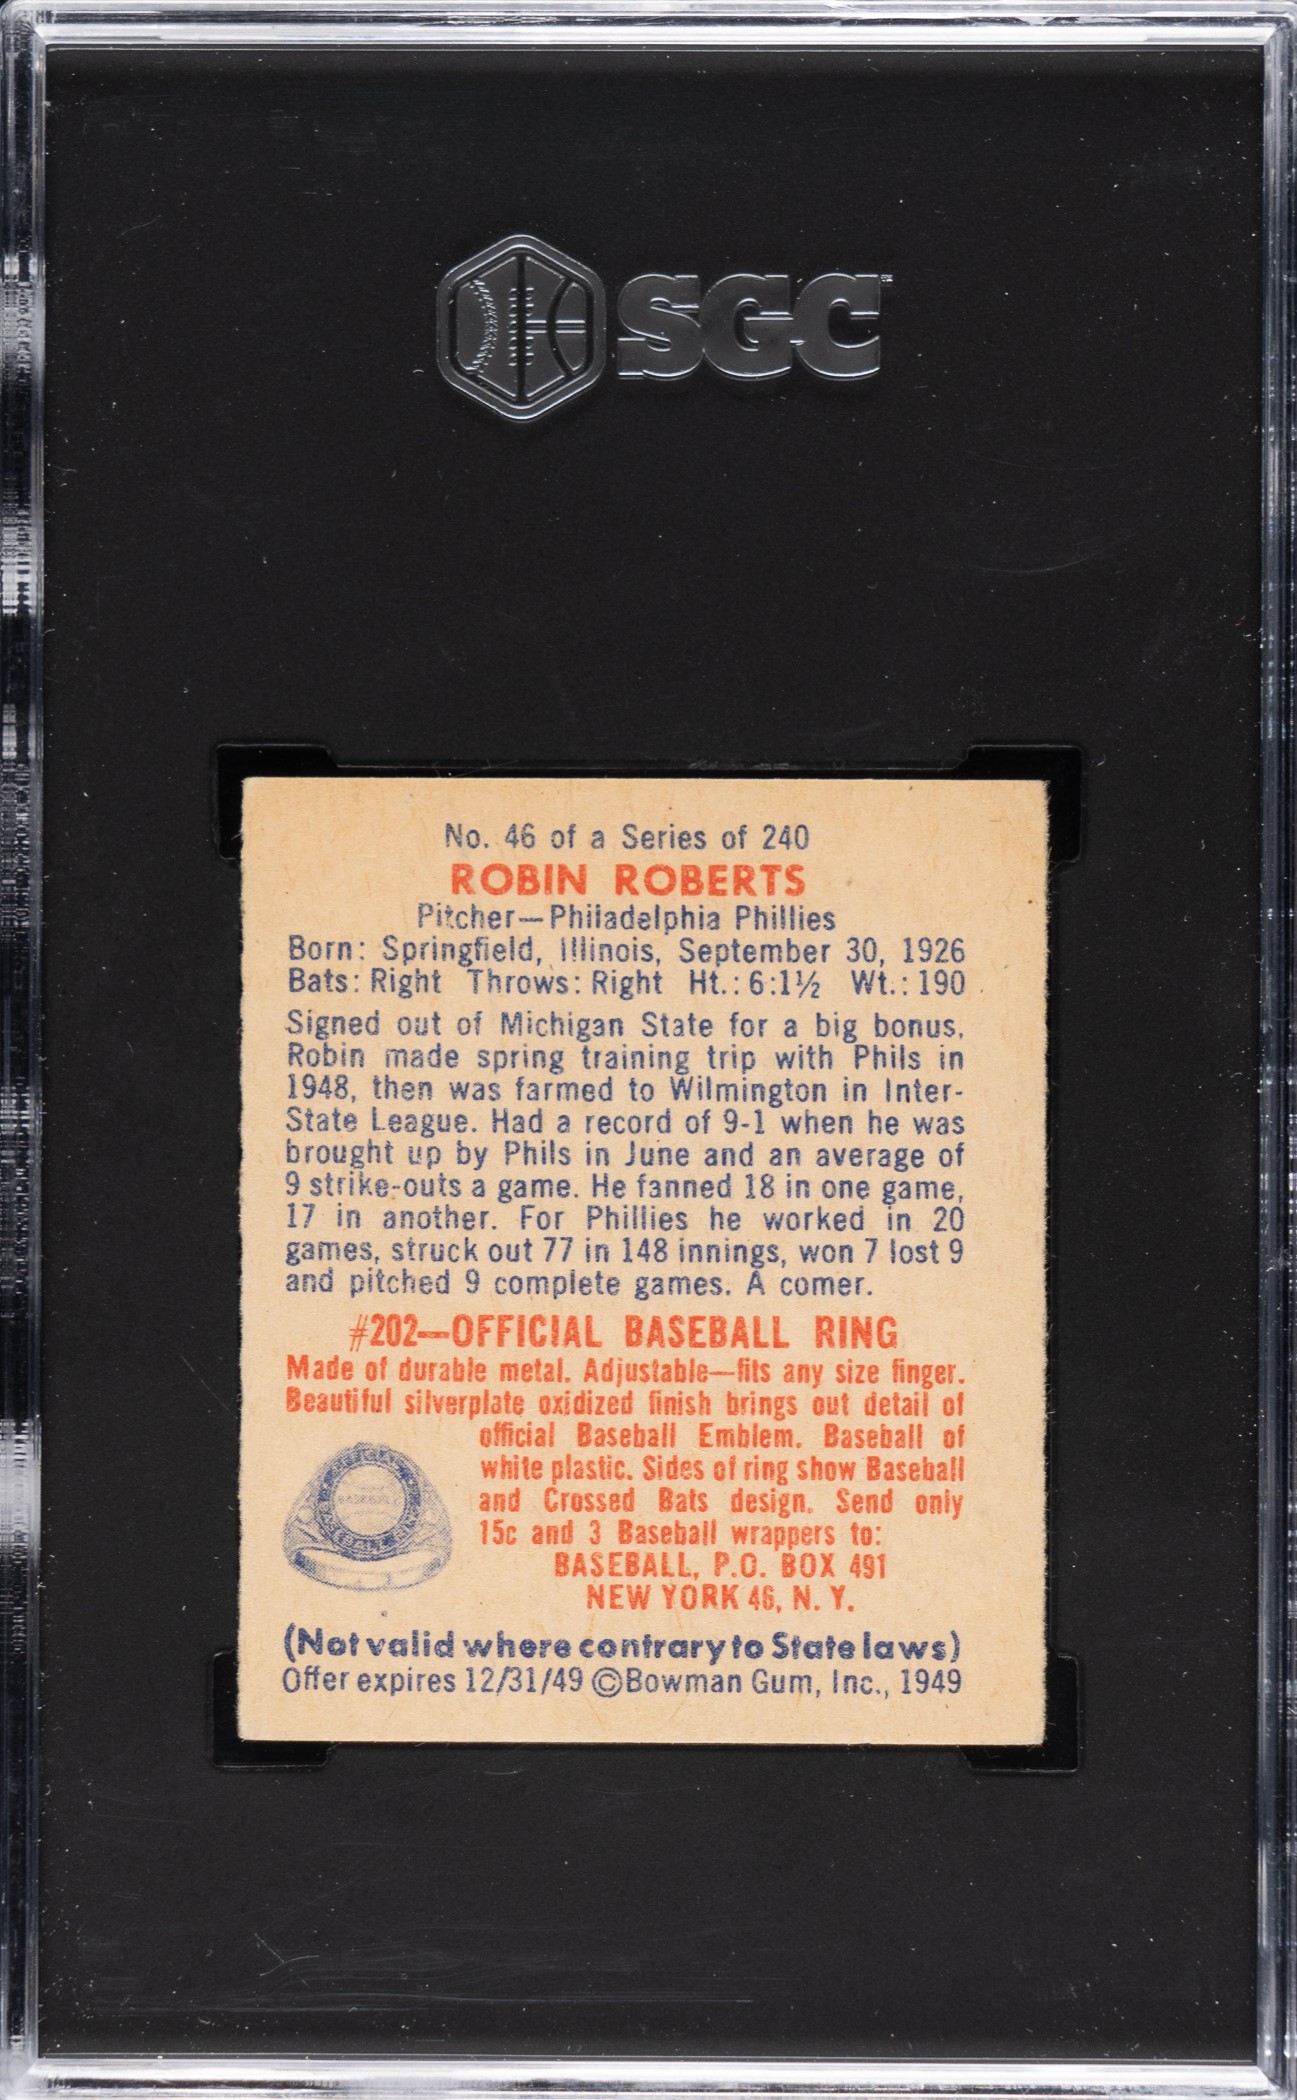 SGC
No. 46 of a Series of 240
ROBIN ROBERTS
Pitcher—Philadelphia Phillies
Born: Springfield, Illinois, September 30, 1926
Bats: Right Throws: Right Ht.: 6:1½ Wt.: 190
Signed out of Michigan State for a big bonus,
Robin made spring training trip with Phils in
1948, then was farmed to Wilmington in Inter-
State League. Had a record of 9-1 when he was
brought up by Phils in June and an average of
9 strike-outs a game. He fanned 18 in one game,
17 in another. For Phillies he worked in 20
games, struck out 77 in 148 innings, won 7 lost 9
and pitched 9 complete games. A comer.
#202—OFFICIAL BASEBALL RING
Made of durable metal. Adjustable—fits any size finger.
Beautiful silverplate oxidized finish brings out detail of
official Baseball Emblem. Baseball of
white plastic. Sides of ring show Baseball
and Crossed Bats design. Send only
15c and 3 Baseball wrappers to:
BASEBALL, P.O. BOX 491
NEW YORK 46, N. Y.
(Not valid where contrary to State laws)
Offer expires 12/31/49 ©Bowman Gum, Inc., 1949